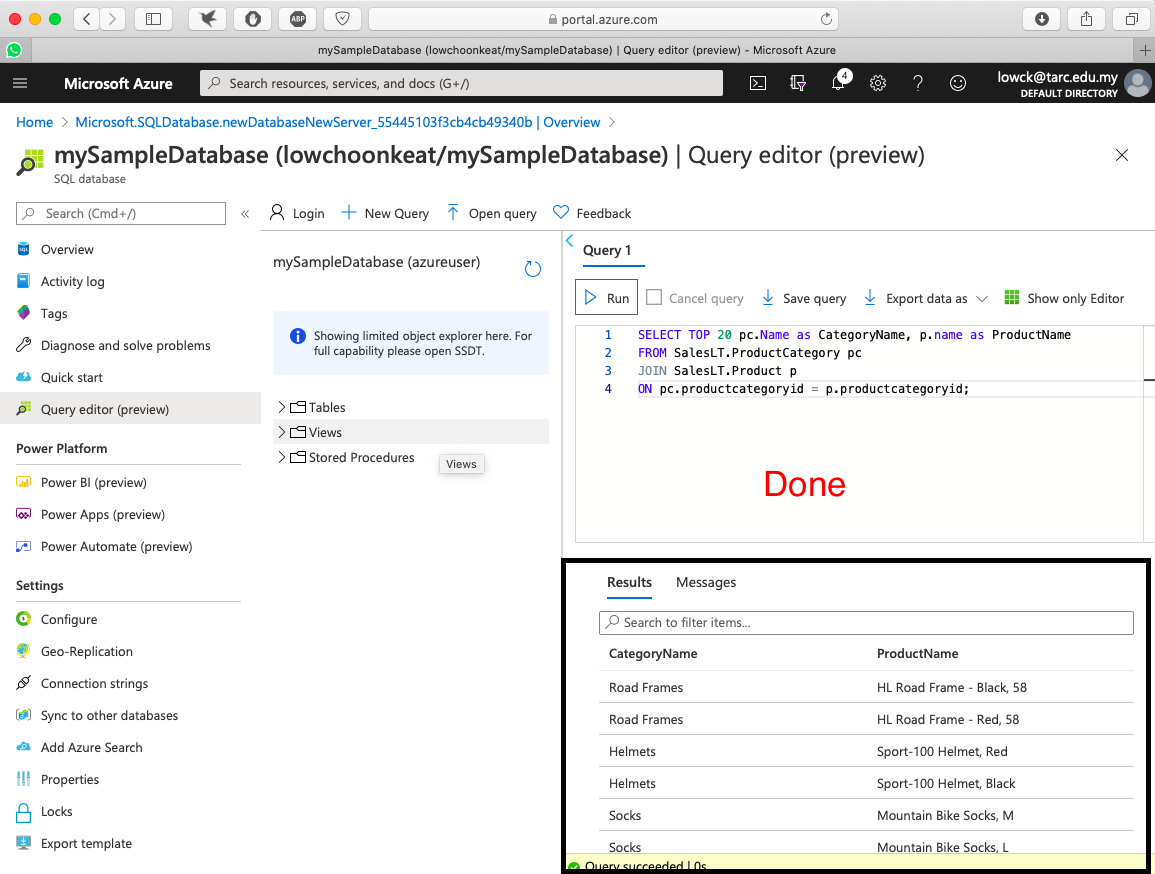 portal.azure.com
mySampleDatabase (lowchoonkeat/mySampleDatabase) | Query editor (preview) - Microsoft Azure
Microsoft Azure
Search resources, services, and docs (G+/)
4
lowck@tarc.edu.my
DEFAULT DIRECTORY
Home > Microsoft.SQLDatabase.newDatabaseNewServer_55445103f3cb4cb49340b | Overview >
mySampleDatabase (lowchoonkeat/mySampleDatabase) | Query editor (preview)
SQL database
Search (Cmd+/)
«
Overview
Activity log
Tags
Diagnose and solve problems
Quick start
Query editor (preview)
Power Platform
Power BI (preview)
Power Apps (preview)
Power Automate (preview)
Settings
Configure
Geo-Replication
Connection strings
Sync to other databases
Add Azure Search
Properties
Locks
Export template
Login
New Query
Open query
Feedback
mySampleDatabase (azureuser)
Showing limited object explorer here. For
full capability please open SSDT.
Tables
Views
Stored Procedures
Views
Query 1
Run
Cancel query
Save query
Export data as
Show only Editor
1 SELECT TOP 20 pc.Name as CategoryName, p.name as ProductName
2 FROM SalesLT.ProductCategory pc
3 JOIN SalesLT.Product p
4 ON pc.productcategoryid = p.productcategoryid;
Done
Results Messages
Search to filter items...
CategoryName ProductName
Road Frames HL Road Frame - Black, 58
Road Frames HL Road Frame - Red, 58
Helmets Sport-100 Helmet, Red
Helmets Sport-100 Helmet, Black
Socks Mountain Bike Socks, M
Socks Mountain Bike Socks, L
Query succeeded | 0s